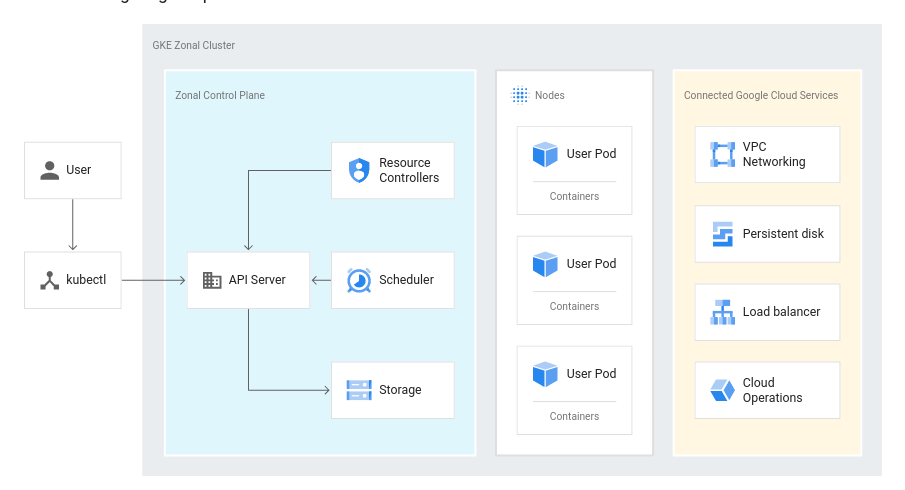 GKE Zonal Cluster
Zonal Control Plane
Nodes
Connected Google Cloud Services
User
kubectl
Resource
Controllers
API Server
Scheduler
Storage
User Pod
Containers
User Pod
Containers
User Pod
Containers
VPC
Networking
Persistent disk
Load balancer
Cloud
Operations